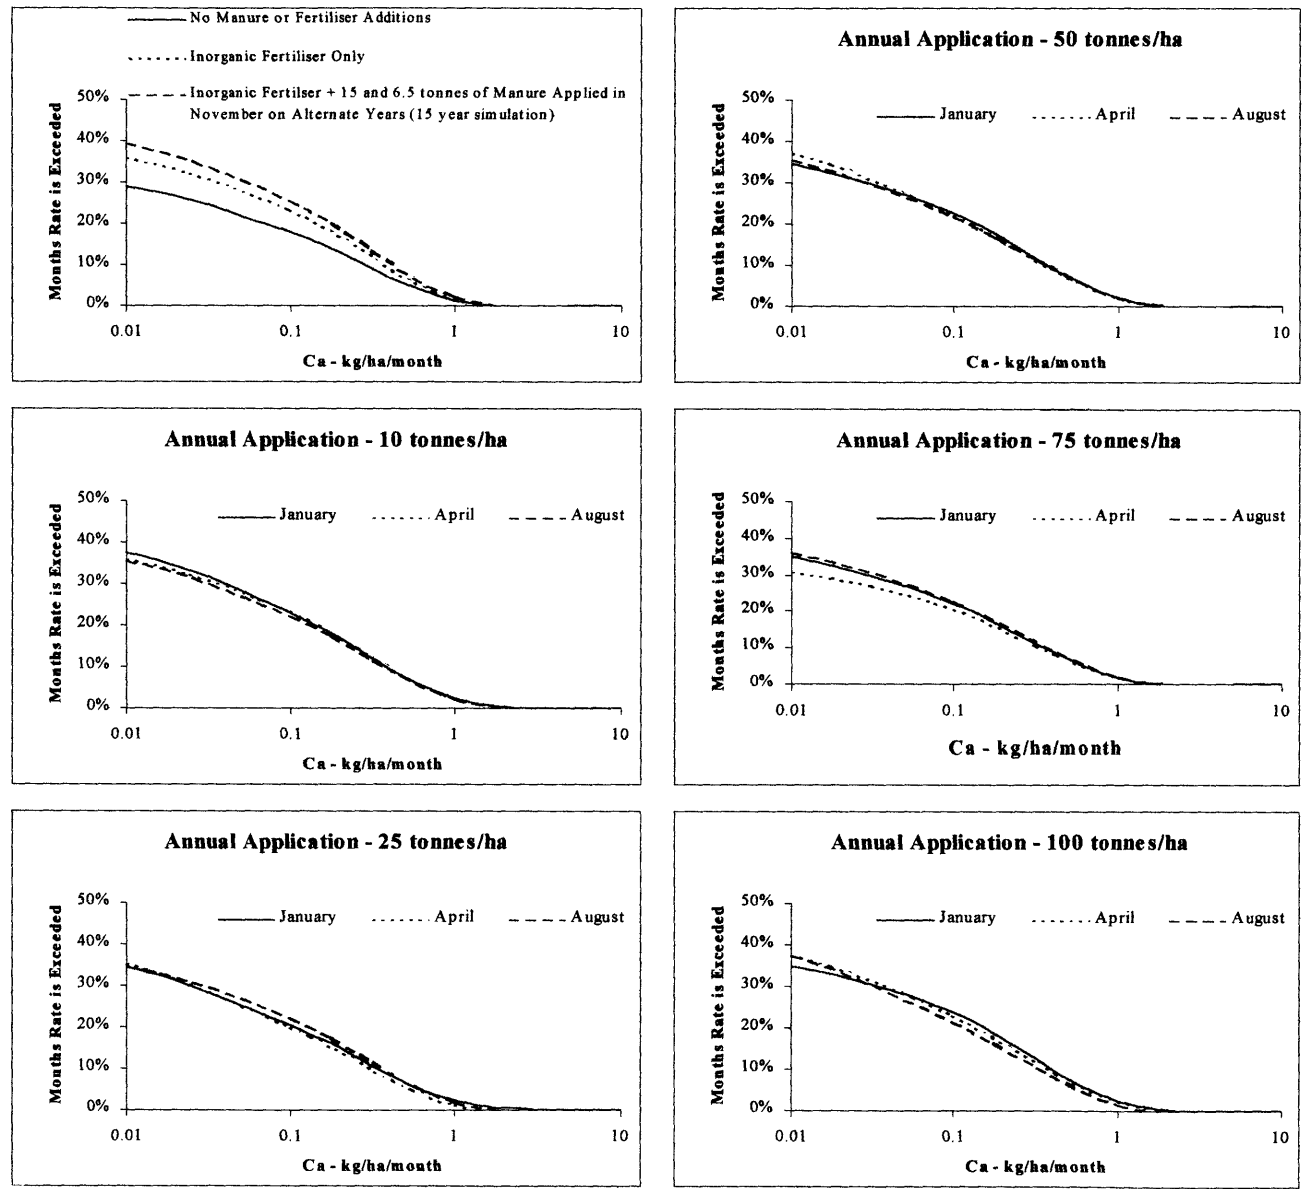 No Manure or Fertiliser Additions
Inorganic Fertiliser Only
Inorganic Fertilser + 15 and 6.5 tonnes of Manure Applied in
November on Alternate Years (15 year simulation)
Months Rate is Exceeded
50%
40%
30%
20%
10%
0%
0.01 0.1 1 10
Ca - kg/ha/month
Annual Application - 50 tonnes/ha
January April August
Months Rate is Exceeded
50%
40%
30%
20%
10%
0%
0.01 0.1 1 10
Ca - kg/ha/month
Annual Application - 10 tonnes/ha
January April August
Months Rate is Exceeded
50%
40%
30%
20%
10%
0%
0.01 0.1 1 10
Ca - kg/ha/month
Annual Application - 75 tonnes/ha
January April August
Months Rate is Exceeded
50%
40%
30%
20%
10%
0%
0.01 0.1 1 10
Ca - kg/ha/month
Annual Application - 25 tonnes/ha
January April August
Months Rate is Exceeded
50%
40%
30%
20%
10%
0%
0.01 0.1 1 10
Ca - kg/ha/month
Annual Application - 100 tonnes/ha
January April August
Months Rate is Exceeded
50%
40%
30%
20%
10%
0%
0.01 0.1 1 10
Ca - kg/ha/month